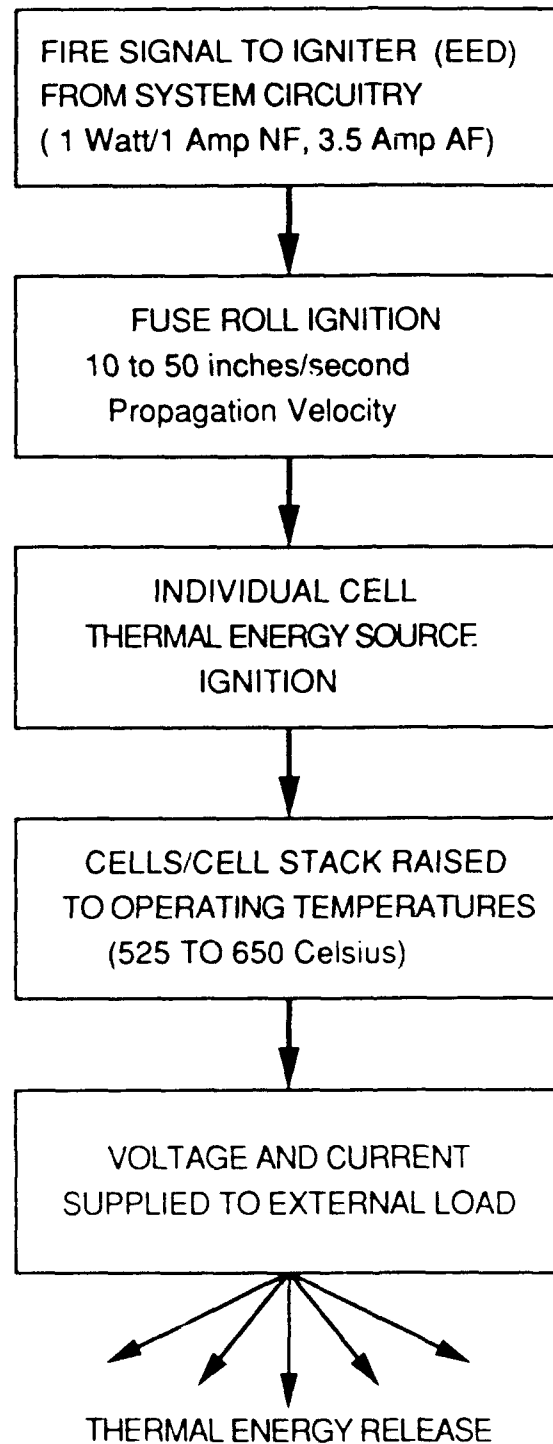 FIRE SIGNAL TO IGNITER (EED)
FROM SYSTEM CIRCUITRY
( 1 Watt/1 Amp NF, 3.5 Amp AF)
FUSE ROLL IGNITION
10 to 50 inches/second
Propagation Velocity
INDIVIDUAL CELL
THERMAL ENERGY SOURCE
IGNITION
CELLS/CELL STACK RAISED
TO OPERATING TEMPERATURES
(525 TO 650 Celsius)
VOLTAGE AND CURRENT
SUPPLIED TO EXTERNAL LOAD
THERMAL ENERGY RELEASE